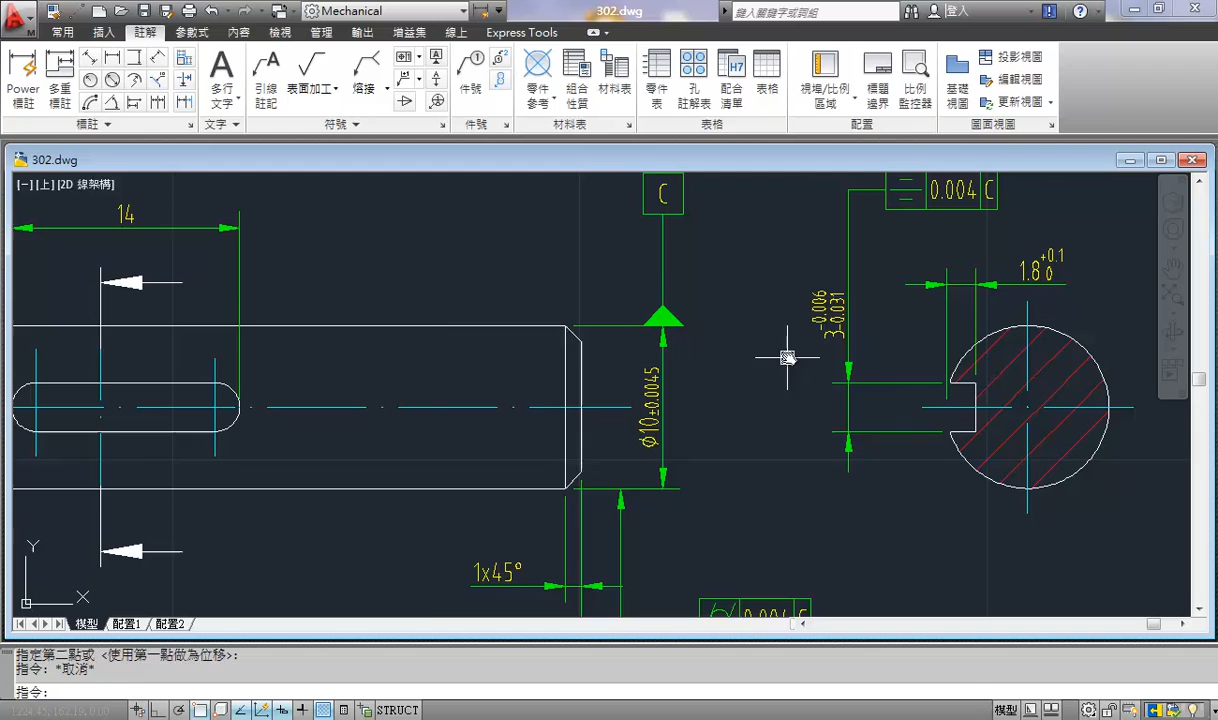 Mechanical
302.dwg
鍵入關鍵字或詞組
登入
常用 插入 註解 參數式 內容 檢視 管理 輸出 增益集 線上 Express Tools
Power 標註
多重 標註
多行 文字
引線 註記
表面加工
熔接
件號
零件 參考
組合 性質
材料表
零件 表
孔 註解表
配合 清單
表格
視埠/比例 區域
標題 邊界
比例 監控器
基礎 視圖
投影視圖
編輯視圖
更新視圖
標註 文字 符號 件號 材料表 表格 配置 圖面視圖
302.dwg
[−][上][2D 線架構]
C
0.004 C
14
1.8 +0.1 0
3 -0.006 -0.031
ϕ10±0.0045
1x45°
0.004 C
Y
X
模型 配置1 配置2
指定第二點或 <使用第一點做為位移>:
指令: *取消*
指令:
STRUCT
模型